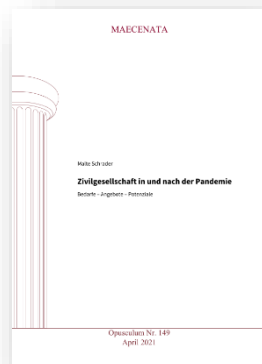 MAECENATA
Malte Schrader
Zivilgesellschaft in und nach der Pandemie
Bedarfe – Angebote – Potenziale
Opusculum Nr. 149
April 2021